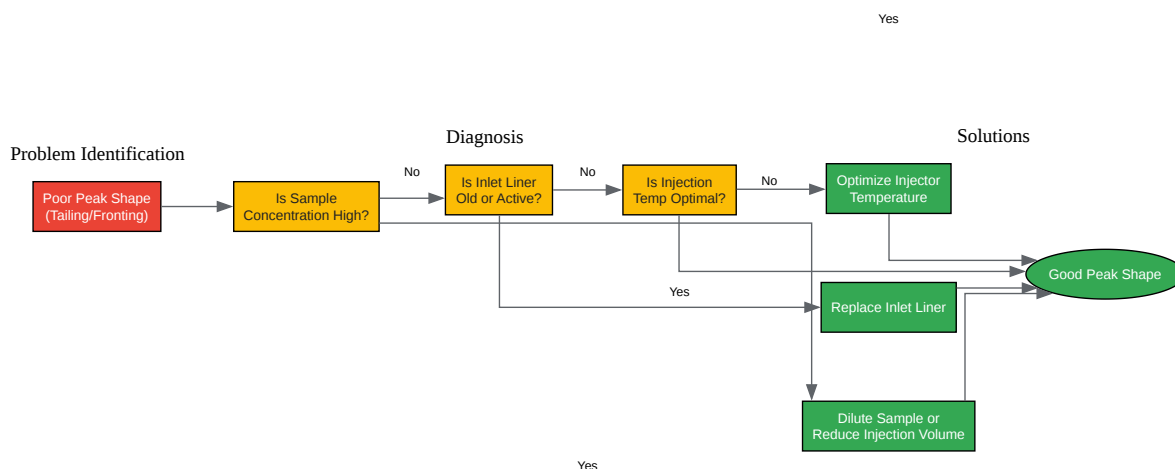 Yes
Problem Identification
Diagnosis
Solutions
Poor Peak Shape
(Tailing/Fronting)
Is Sample
Concentration High?
No
Is Inlet Liner
Old or Active?
No
Is Injection
Temp Optimal?
No
Optimize Injector
Temperature
Good Peak Shape
Yes
Replace Inlet Liner
Dilute Sample or
Reduce Injection Volume
Yes